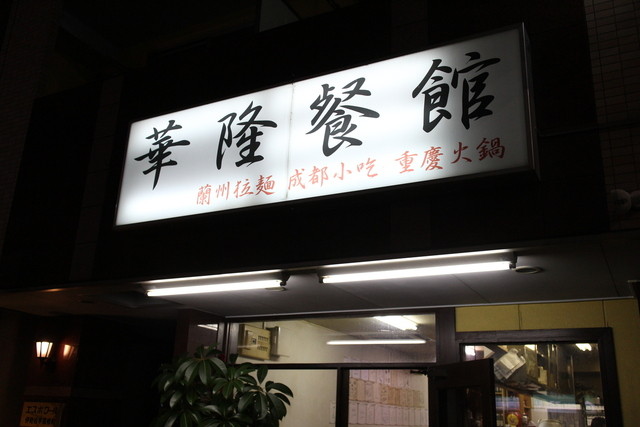 華隆餐館
蘭州拉麺 成都小吃 重慶火鍋